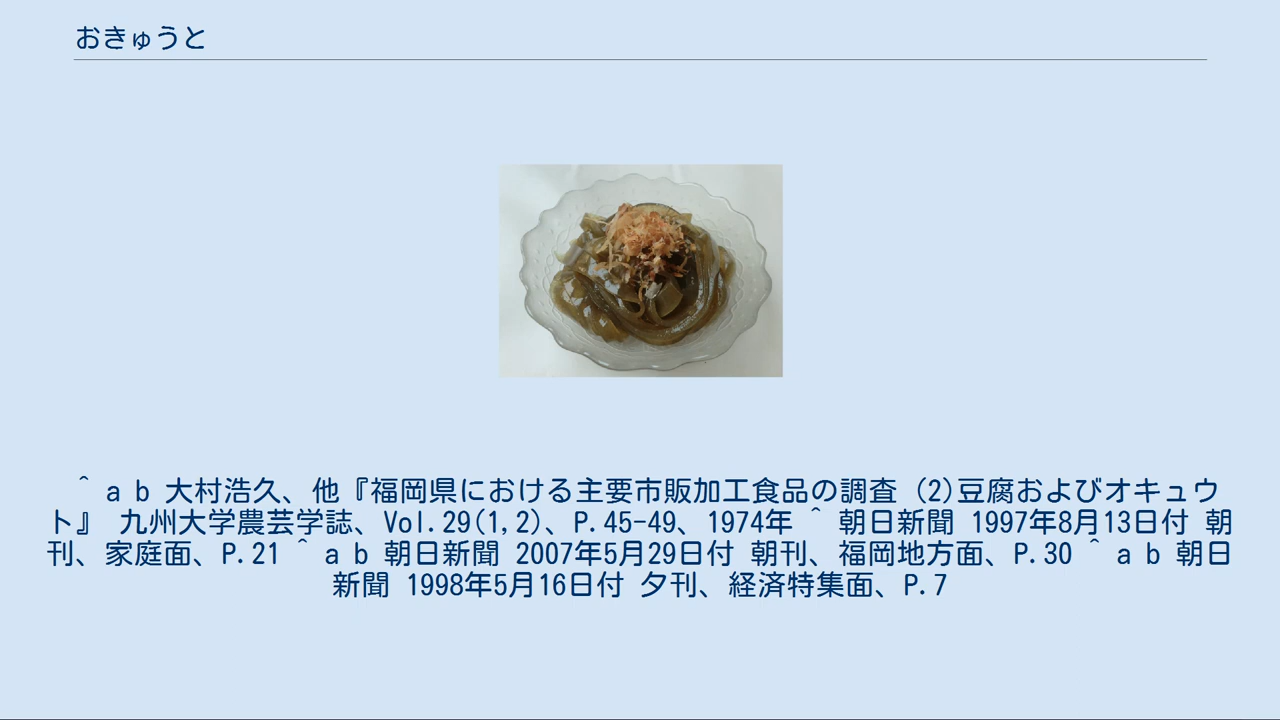 おきゅうと
^ a b 大村浩久、他『福岡県における主要市販加工食品の調査 (2)豆腐およびオキュウ
ト』 九州大学農芸学誌、Vol.29(1,2)、P.45-49、1974年 ^ 朝日新聞 1997年8月13日付 朝
刊、家庭面、P.21 ^ a b 朝日新聞 2007年5月29日付 朝刊、福岡地方面、P.30 ^ a b 朝日
新聞 1998年5月16日付 夕刊、経済特集面、P.7